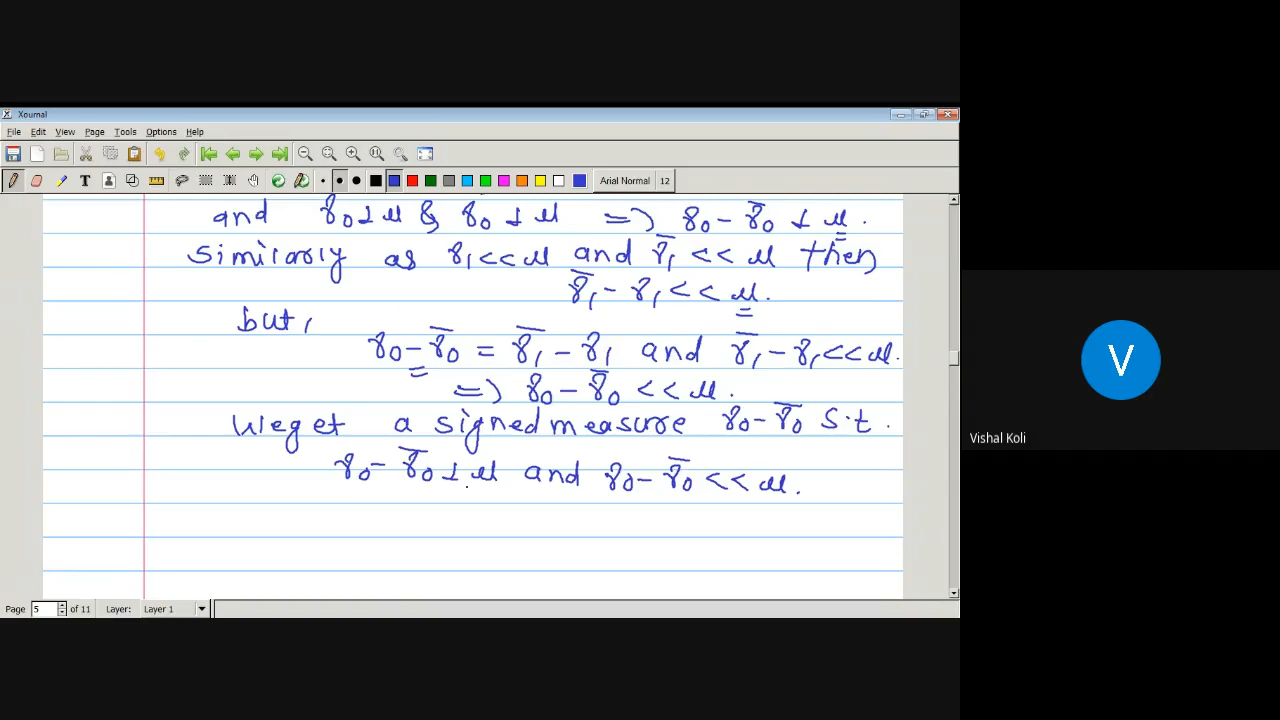 Xournal
File Edit View Page Tools Options Help
Arial Normal 12
and γ0 ⊥ μ & γ0 ⊥ μ => γ0 - γ̅0 ⊥ μ.
similarly as γ1 << μ and γ̅1 << μ then
γ̅1 - γ1 << μ.
but,
γ0 - γ̅0 = γ̅1 - γ1 and γ̅1 - γ1 << μ.
=> γ0 - γ̅0 << μ.
We get a signed measure γ0 - γ̅0 s.t.
γ0 - γ̅0 ⊥ μ and γ0 - γ̅0 << μ.
V
Vishal Koli
Page 5 of 11 Layer: Layer 1